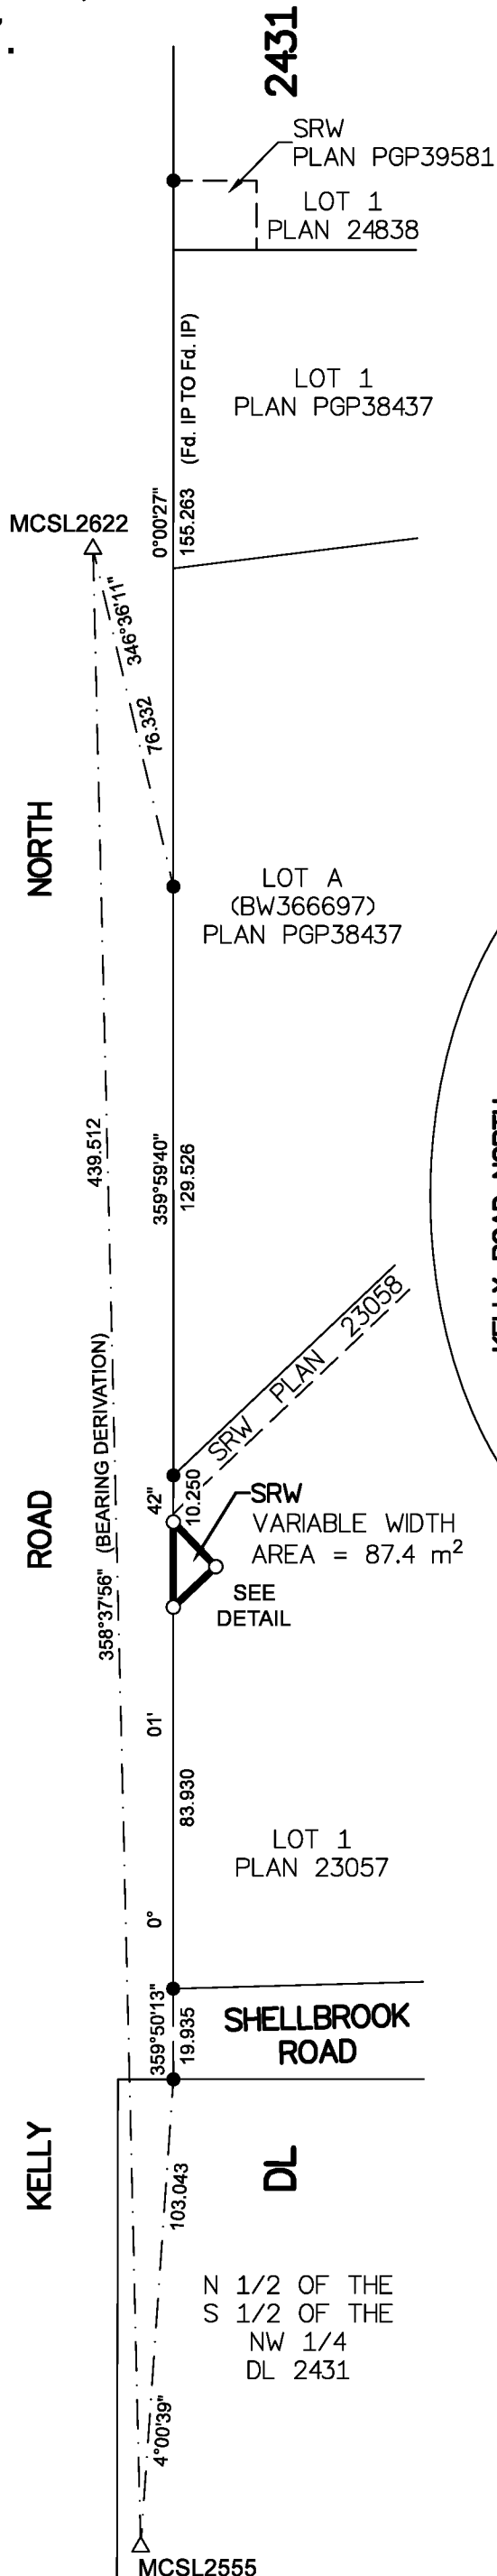 2431
SRW
PLAN PGP39581
LOT 1
PLAN 24838
(Fd. IP TO Fd. IP)
LOT 1
PLAN PGP38437
0°00'27"
155.263
MCSL2622
346°36'11"
76.332
NORTH
LOT A
(BW366697)
PLAN PGP38437
439.512
359°59'40"
129.526
SRW PLAN 23058
358°37'56" (BEARING DERIVATION)
ROAD
42"
10.250
SRW
VARIABLE WIDTH
AREA = 87.4 m²
SEE
DETAIL
01'
83.930
LOT 1
PLAN 23057
0°
359°50'13"
19.935
SHELLBROOK
ROAD
KELLY
103.043
DL
N 1/2 OF THE
S 1/2 OF THE
NW 1/4
DL 2431
4°00'39"
MCSL2555